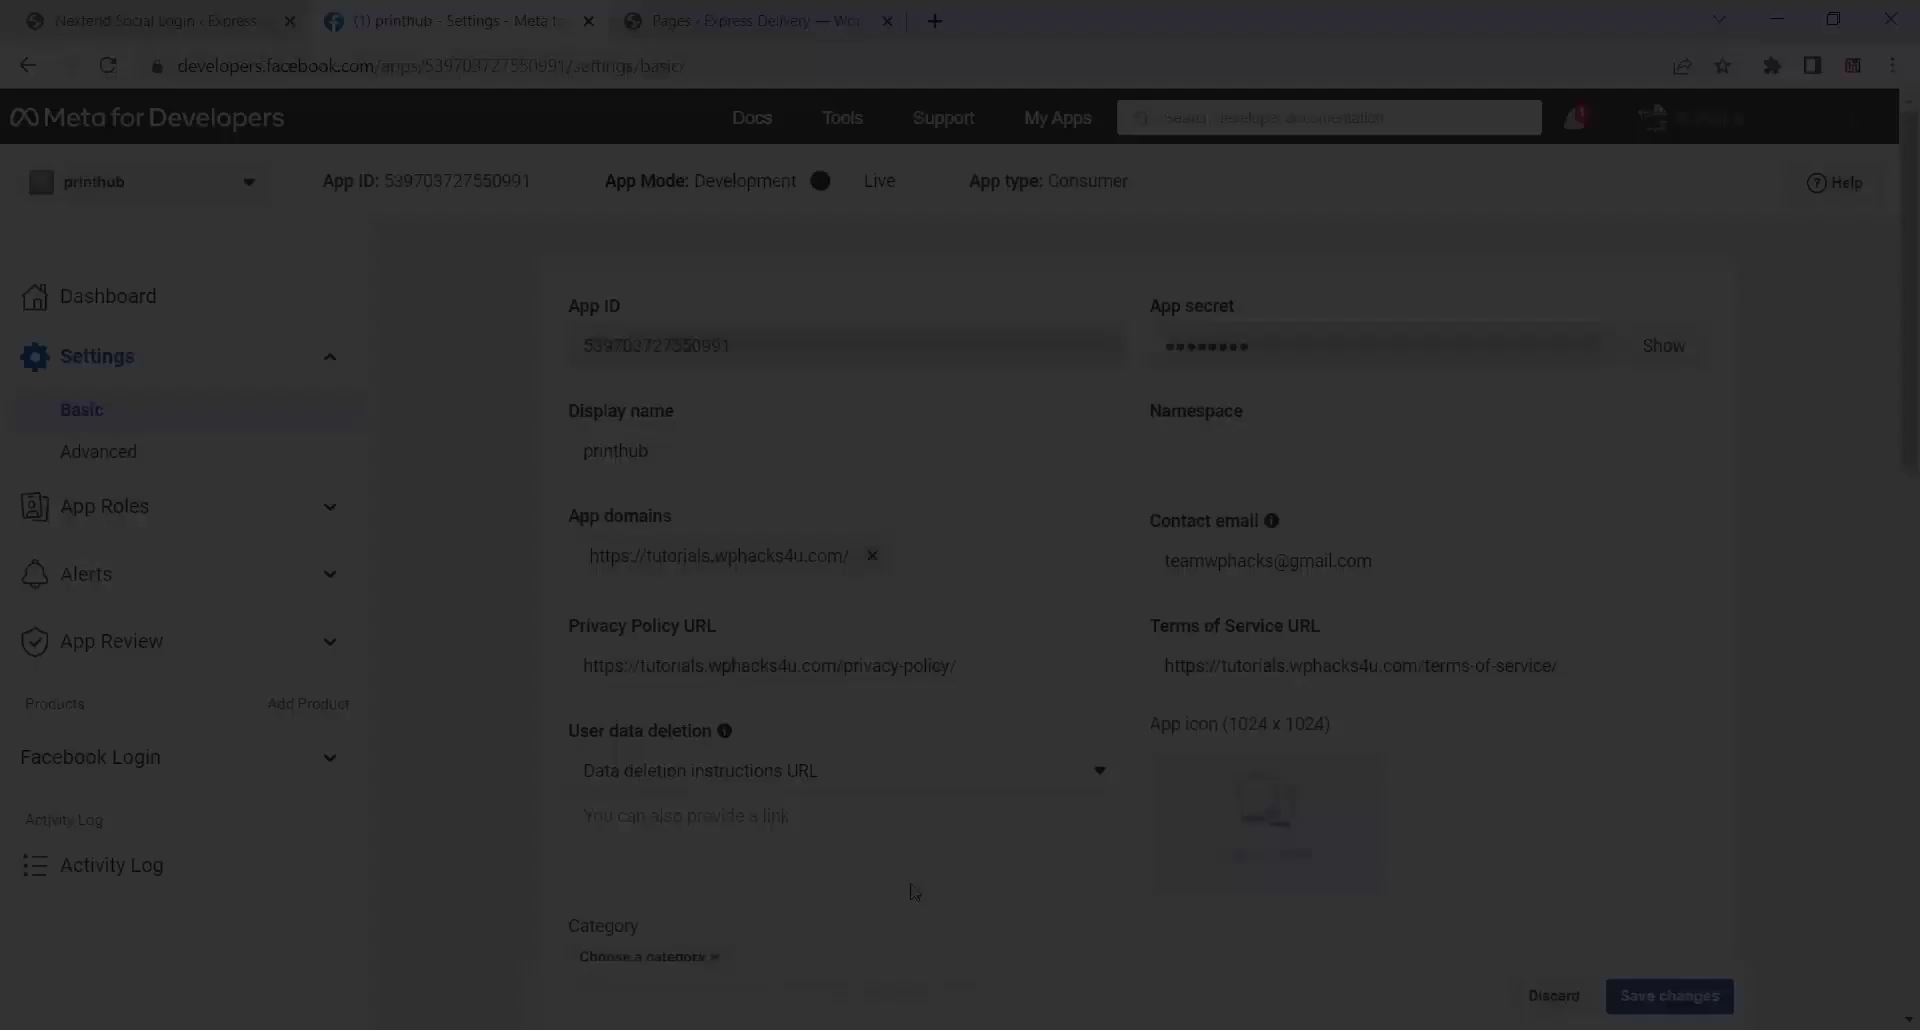 Nextend Social Login ‹ Express
(1) printhub - Settings - Meta fo
Pages ‹ Express Delivery — Wor
developers.facebook.com/apps/539703727550991/settings/basic/
Meta for Developers
Docs
Tools
Support
My Apps
Search developer documentation
1
printhub
App ID: 539703727550991
App Mode: Development
Live
App type: Consumer
Help
Dashboard
Settings
Basic
Advanced
App Roles
Alerts
App Review
Products
Add Product
Facebook Login
Activity Log
Activity Log
App ID
539703727550991
App secret
Show
Display name
printhub
Namespace
App domains
https://tutorials.wphacks4u.com/
Contact email
teamwphacks@gmail.com
Privacy Policy URL
https://tutorials.wphacks4u.com/privacy-policy/
Terms of Service URL
https://tutorials.wphacks4u.com/terms-of-service/
User data deletion
Data deletion instructions URL
You can also provide a link
App icon (1024 x 1024)
Category
Choose a category
Discard
Save changes